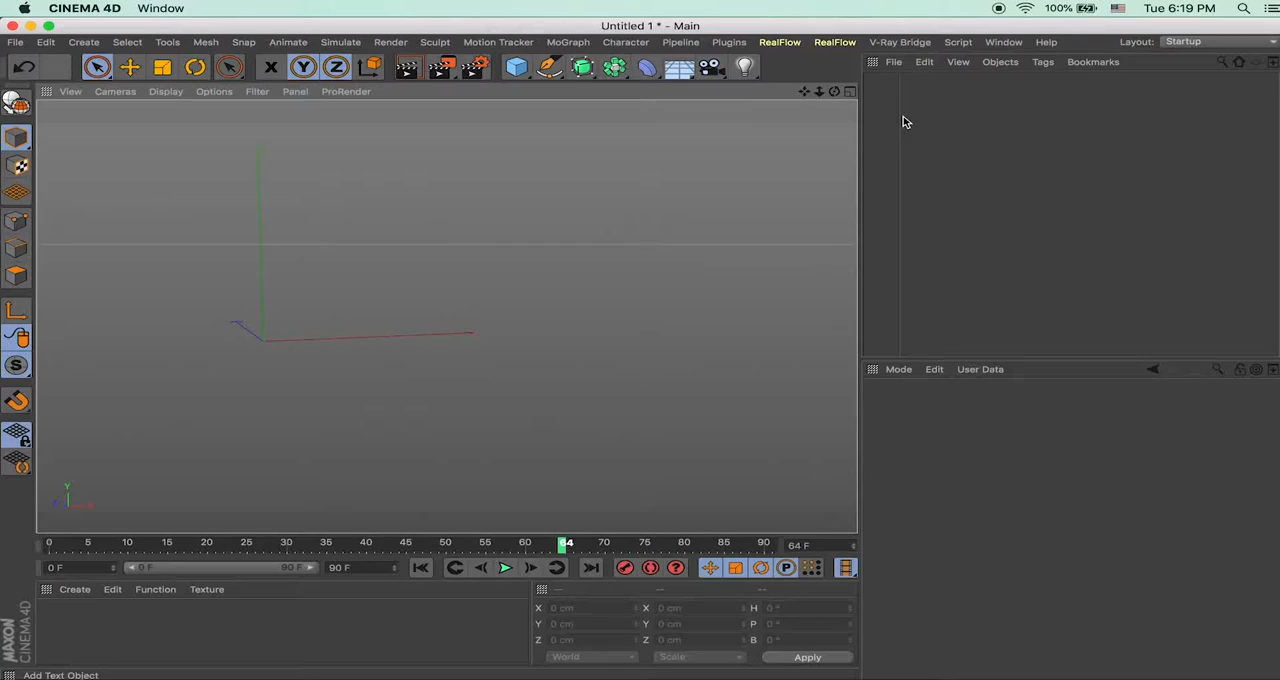 CINEMA 4D Window 100% Tue 6:19 PM
Untitled 1 * - Main
File Edit Create Select Tools Mesh Snap Animate Simulate Render Sculpt Motion Tracker MoGraph Character Pipeline Plugins RealFlow RealFlow V-Ray Bridge Script Window Help Layout: Startup
X Y Z
File Edit View Objects Tags Bookmarks
View Cameras Display Options Filter Panel ProRender
S
Mode Edit User Data
Y
X
0 5 10 15 20 25 30 35 40 45 50 55 60 64 70 75 80 85 90 64 F
0 F 0 F 90 F 90 F P
Create Edit Function Texture -- -- --
X 0 cm X 0 cm H 0 °
Y 0 cm Y 0 cm P 0 °
Z 0 cm Z 0 cm B 0 °
World Scale Apply
MAXON
CINEMA 4D
Add Text Object